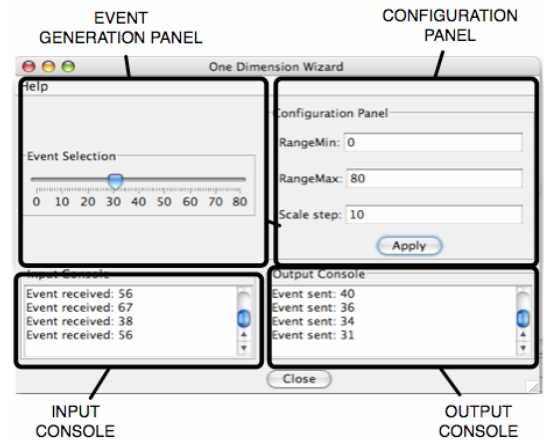 EVENT
GENERATION PANEL
CONFIGURATION
PANEL
One Dimension Wizard
Help
Configuration Panel
RangeMin: 0
Event Selection
RangeMax: 80
0 10 20 30 40 50 60 70 80
Scale step: 10
Apply
Input Console
Event received: 56
Event received: 67
Event received: 38
Event received: 56
Output Console
Event sent: 40
Event sent: 36
Event sent: 34
Event sent: 31
Close
INPUT
CONSOLE
OUTPUT
CONSOLE